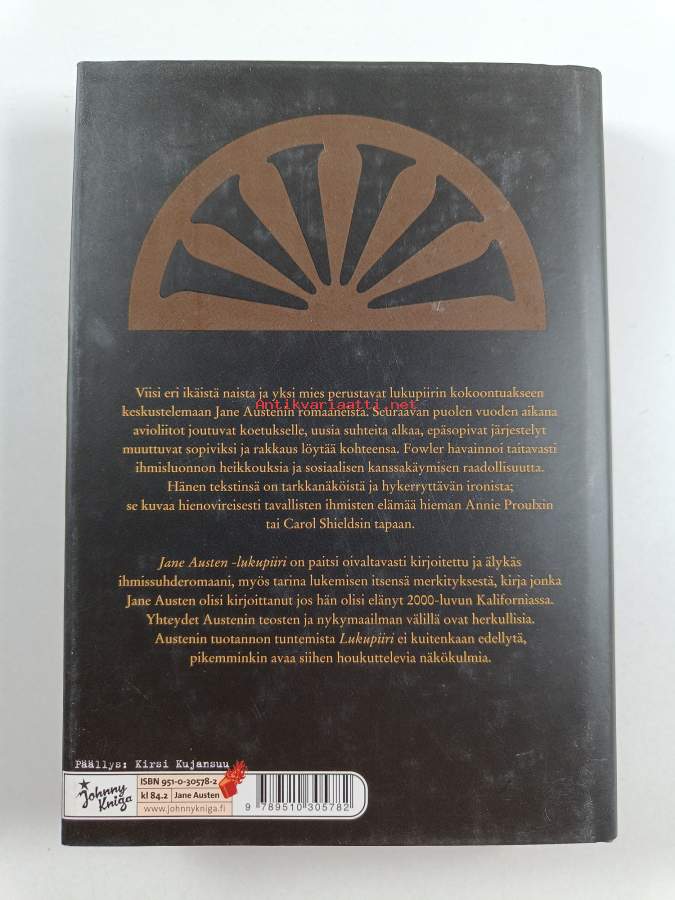 Viisi eri ikäistä naista ja yksi mies perustavat lukupiirin kokoontuakseen
Antikvariaatti.net
keskustelemaan Jane Austenin romaaneista. Seuraavan puolen vuoden aikana
avioliitot joutuvat koetukselle, uusia suhteita alkaa, epäsopivat järjestelyt
muuttuvat sopiviksi ja rakkaus löytää kohteensa. Fowler havainnoi taitavasti
ihmisluonnon heikkouksia ja sosiaalisen kanssakäymisen raadollisuutta.
Hänen tekstinsä on tarkkanäköistä ja hykerryttävän ironista;
se kuvaa hienovireisesti tavallisten ihmisten elämää hieman Annie Proulxin
tai Carol Shieldsin tapaan.
Jane Austen -lukupiiri on paitsi oivaltavasti kirjoitettu ja älykäs
ihmissuhderomaani, myös tarina lukemisen itsensä merkityksestä, kirja jonka
Jane Austen olisi kirjoittanut jos hän olisi elänyt 2000-luvun Kaliforniassa.
Yhteydet Austenin teosten ja nykymaailman välillä ovat herkullisia.
Austenin tuotannon tuntemista Lukupiiri ei kuitenkaan edellytä,
pikemminkin avaa siihen houkuttelevia näkökulmia.
Päällys: Kirsi Kujansuu
Johnny
Kniga
ISBN 951-0-30578-2
kl 84.2 Jane Austen
www.johnnykniga.fi
9 789510 305782